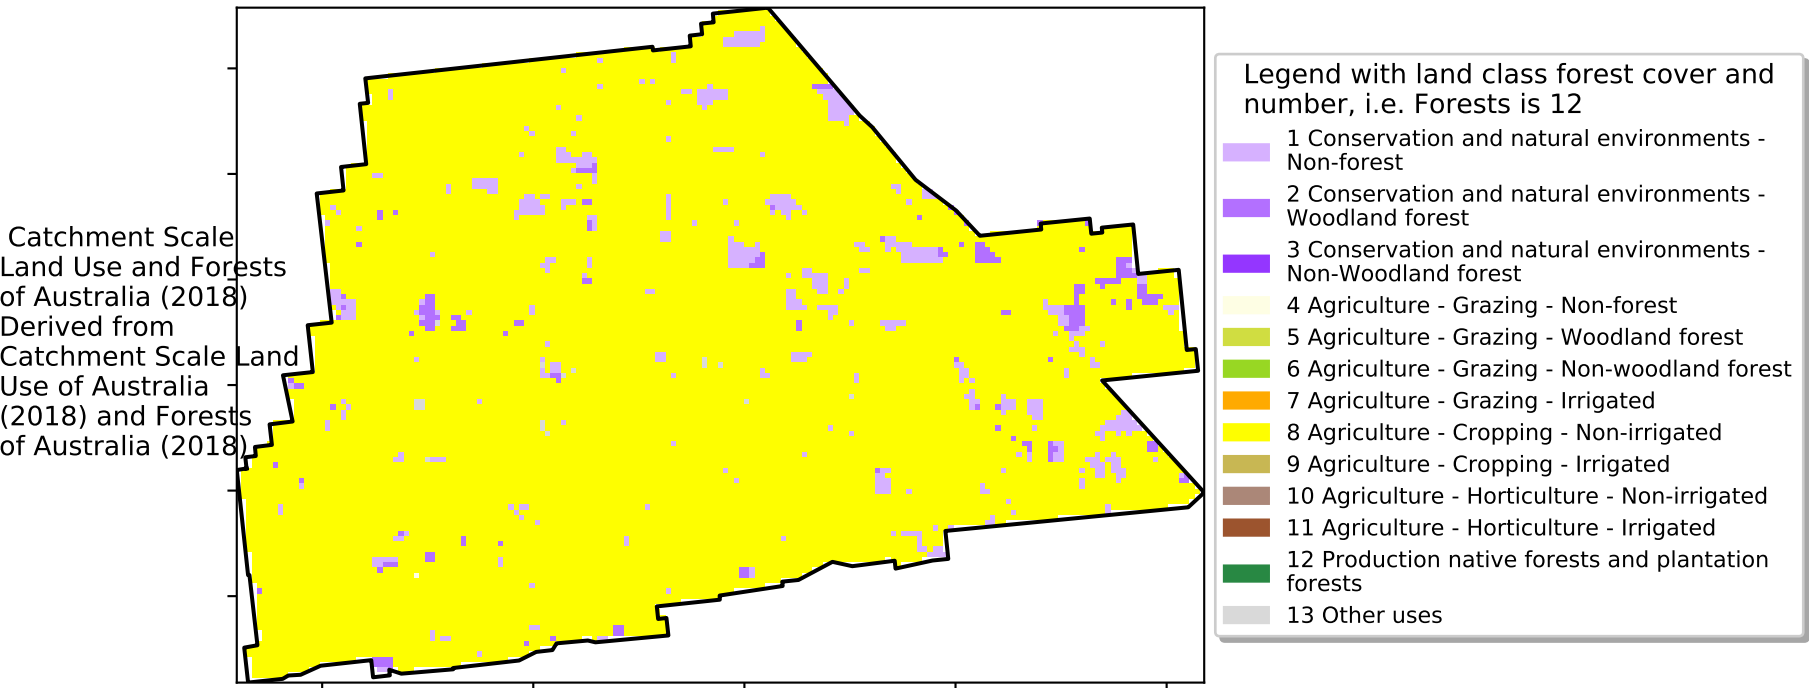 Catchment Scale
Land Use and Forests
of Australia (2018)
Derived from
Catchment Scale Land
Use of Australia
(2018) and Forests
of Australia (2018)
Legend with land class forest cover and
number, i.e. Forests is 12
1 Conservation and natural environments -
Non-forest
2 Conservation and natural environments -
Woodland forest
3 Conservation and natural environments -
Non-Woodland forest
4 Agriculture - Grazing - Non-forest
5 Agriculture - Grazing - Woodland forest
6 Agriculture - Grazing - Non-woodland forest
7 Agriculture - Grazing - Irrigated
8 Agriculture - Cropping - Non-irrigated
9 Agriculture - Cropping - Irrigated
10 Agriculture - Horticulture - Non-irrigated
11 Agriculture - Horticulture - Irrigated
12 Production native forests and plantation
forests
13 Other uses